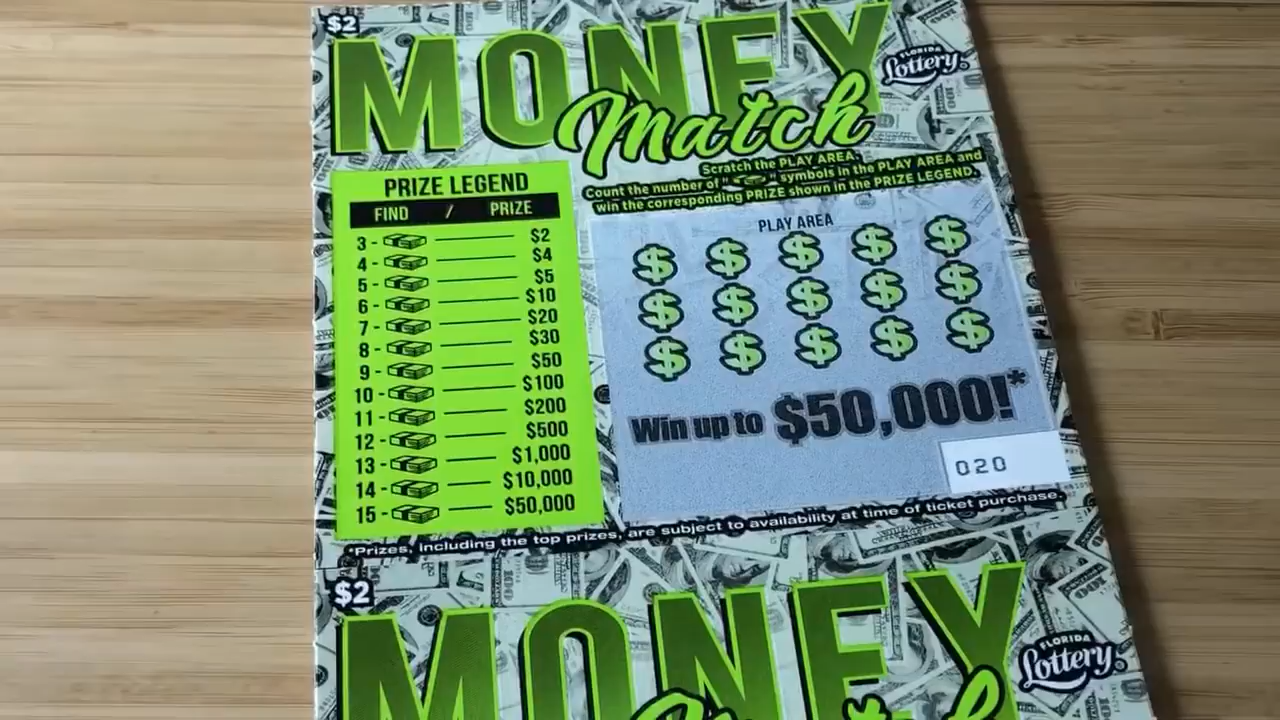 $2
MONEY
Match
FLORIDA
Lottery
Scratch the PLAY AREA.
Count the number of " " symbols in the PLAY AREA and
win the corresponding PRIZE shown in the PRIZE LEGEND.
PRIZE LEGEND
FIND / PRIZE
3 - $2
4 - $4
5 - $5
6 - $10
7 - $20
8 - $30
9 - $50
10 - $100
11 - $200
12 - $500
13 - $1,000
14 - $10,000
15 - $50,000
PLAY AREA
$ $ $ $ $
$ $ $ $ $
$ $ $ $ $
Win up to $50,000!*
020
*Prizes, including the top prizes, are subject to availability at time of ticket purchase.
$2
MONEY
Match
FLORIDA
Lottery